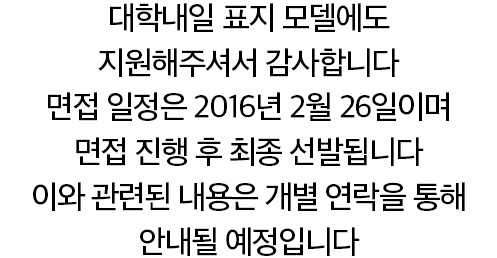 대학내일 표지 모델에도
지원해주셔서 감사합니다
면접 일정은 2016년 2월 26일이며
면접 진행 후 최종 선발됩니다
이와 관련된 내용은 개별 연락을 통해
안내될 예정입니다